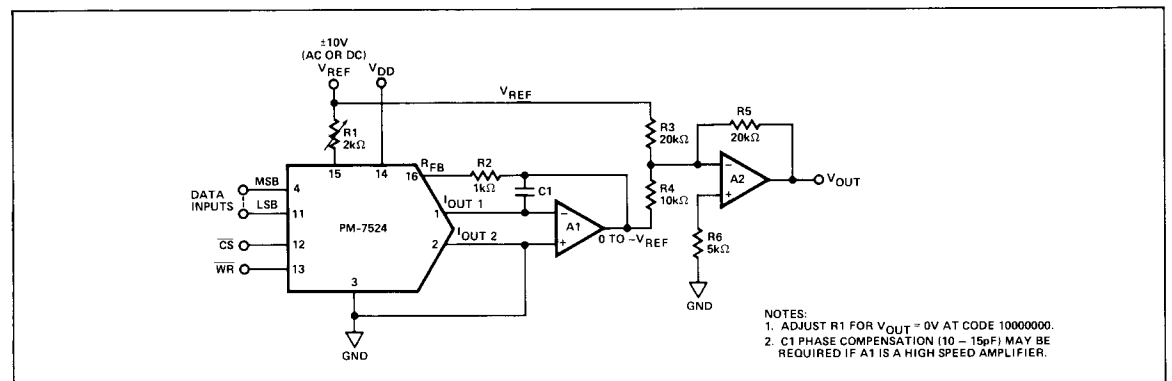 ±10V
(AC OR DC)
VREF
VDD
VREF
R1
2kΩ
R3
20kΩ
R5
20kΩ
15
14
16
RFB
R2
1kΩ
C1
DATA
INPUTS
MSB
LSB
4
11
PM-7524
IOUT 1
1
IOUT 2
2
CS
12
WR
13
3
GND
A1
0 TO -VREF
R4
10kΩ
A2
VOUT
R6
5kΩ
GND
NOTES:
1. ADJUST R1 FOR VOUT = 0V AT CODE 10000000.
2. C1 PHASE COMPENSATION (10 – 15pF) MAY BE
REQUIRED IF A1 IS A HIGH SPEED AMPLIFIER.